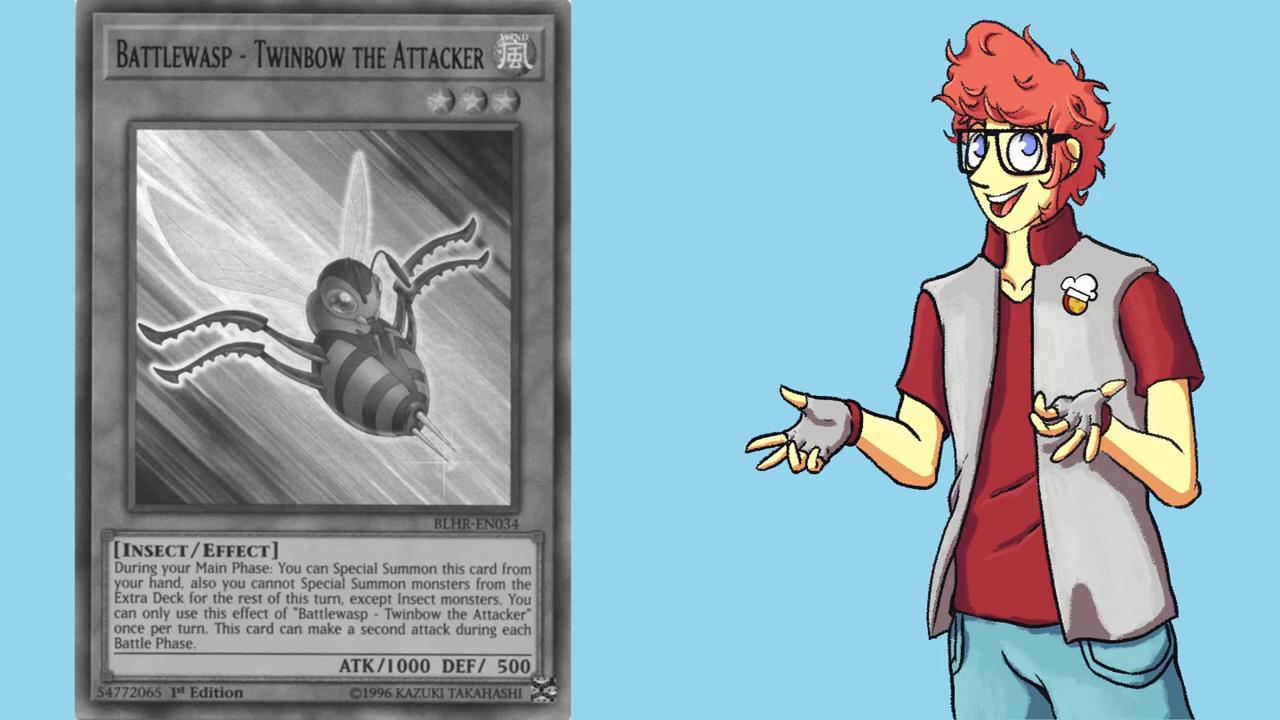 BATTLEWASP - TWINBOW THE ATTACKER
WIND
風
BLHR-EN034
[INSECT/EFFECT]
During your Main Phase: You can Special Summon this card from
your hand, also you cannot Special Summon monsters from the
Extra Deck for the rest of this turn, except Insect monsters. You
can only use this effect of "Battlewasp - Twinbow the Attacker"
once per turn. This card can make a second attack during each
Battle Phase.
ATK/1000 DEF/ 500
54772065 1st Edition ©1996 KAZUKI TAKAHASHI